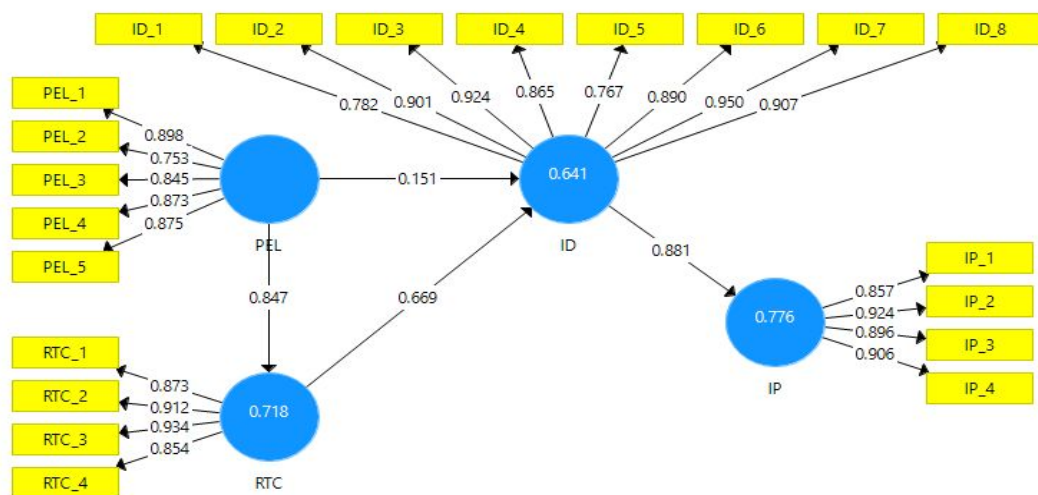 ID_1 ID_2 ID_3 ID_4 ID_5 ID_6 ID_7 ID_8
0.782 0.901 0.924 0.865 0.767 0.890 0.950 0.907
PEL_1
PEL_2
PEL_3
PEL_4
PEL_5
0.898
0.753
0.845
0.873
0.875
PEL
0.151
0.641
ID
0.847
0.669
0.881
RTC_1
RTC_2
RTC_3
RTC_4
0.873
0.912
0.934
0.854
0.718
RTC
0.776
IP
0.857
0.924
0.896
0.906
IP_1
IP_2
IP_3
IP_4